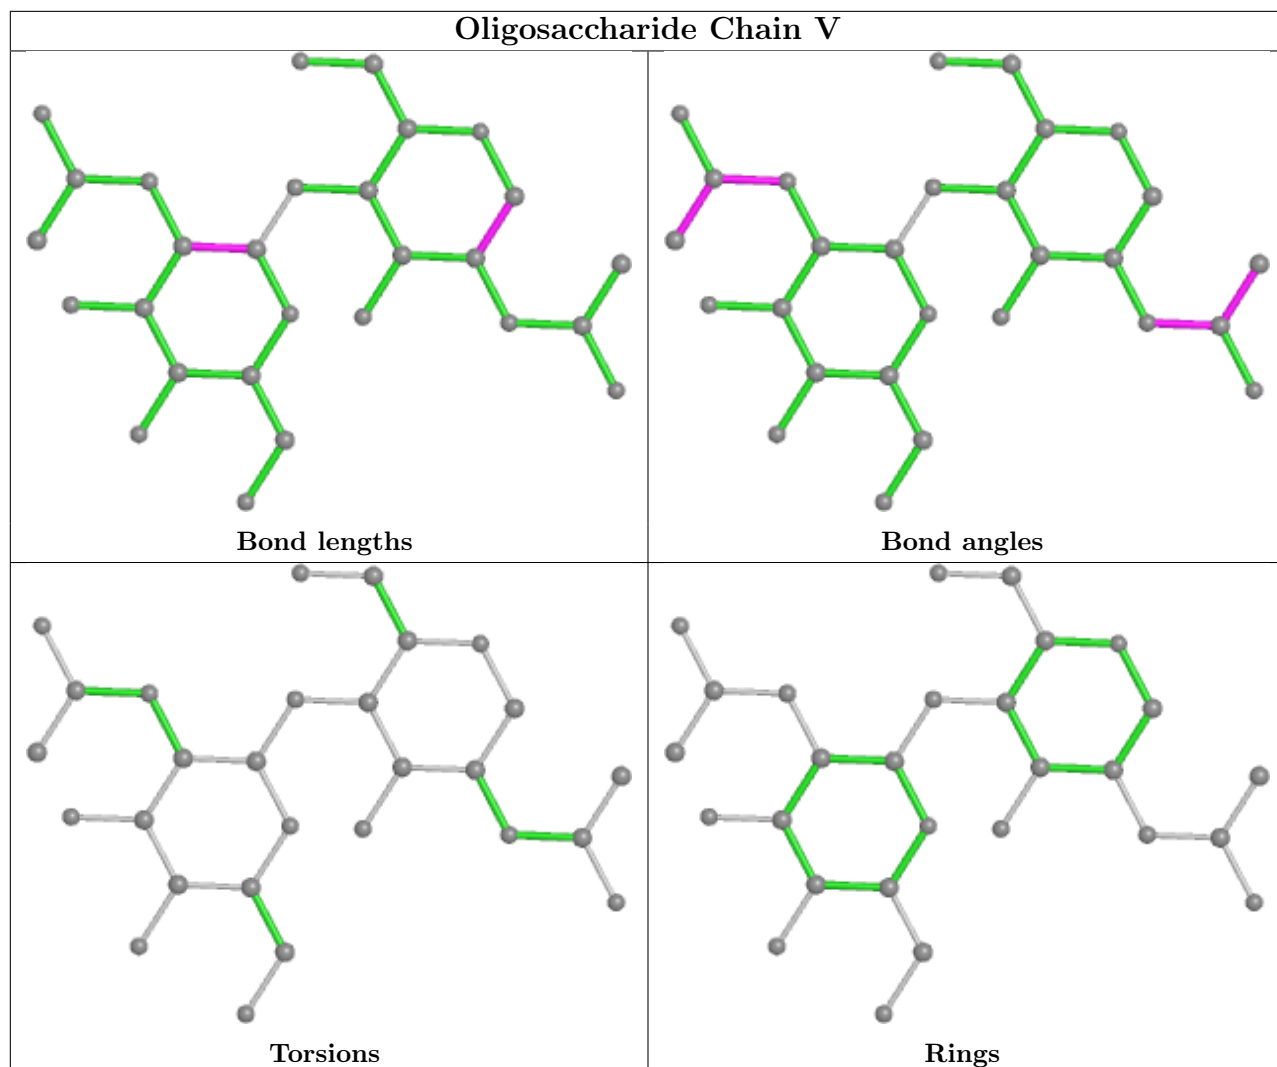 Oligosaccharide Chain V
Bond lengths
Bond angles
Torsions
Rings